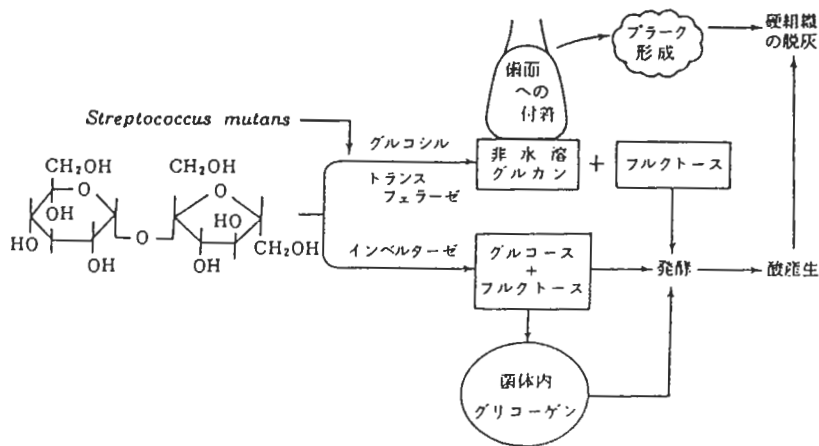 歯面
への
付着
プラーク
形成
硬組織
の脱灰
Streptococcus mutans
グルコシル
トランス
フェラーゼ
非水溶
グルカン
+
フルクトース
CH₂OH
O
OH
HO
OH
O
CH₂OH
O
HO
OH
CH₂OH
インベルターゼ
グルコース
+
フルクトース
発酵
酸産生
菌体内
グリコーゲン